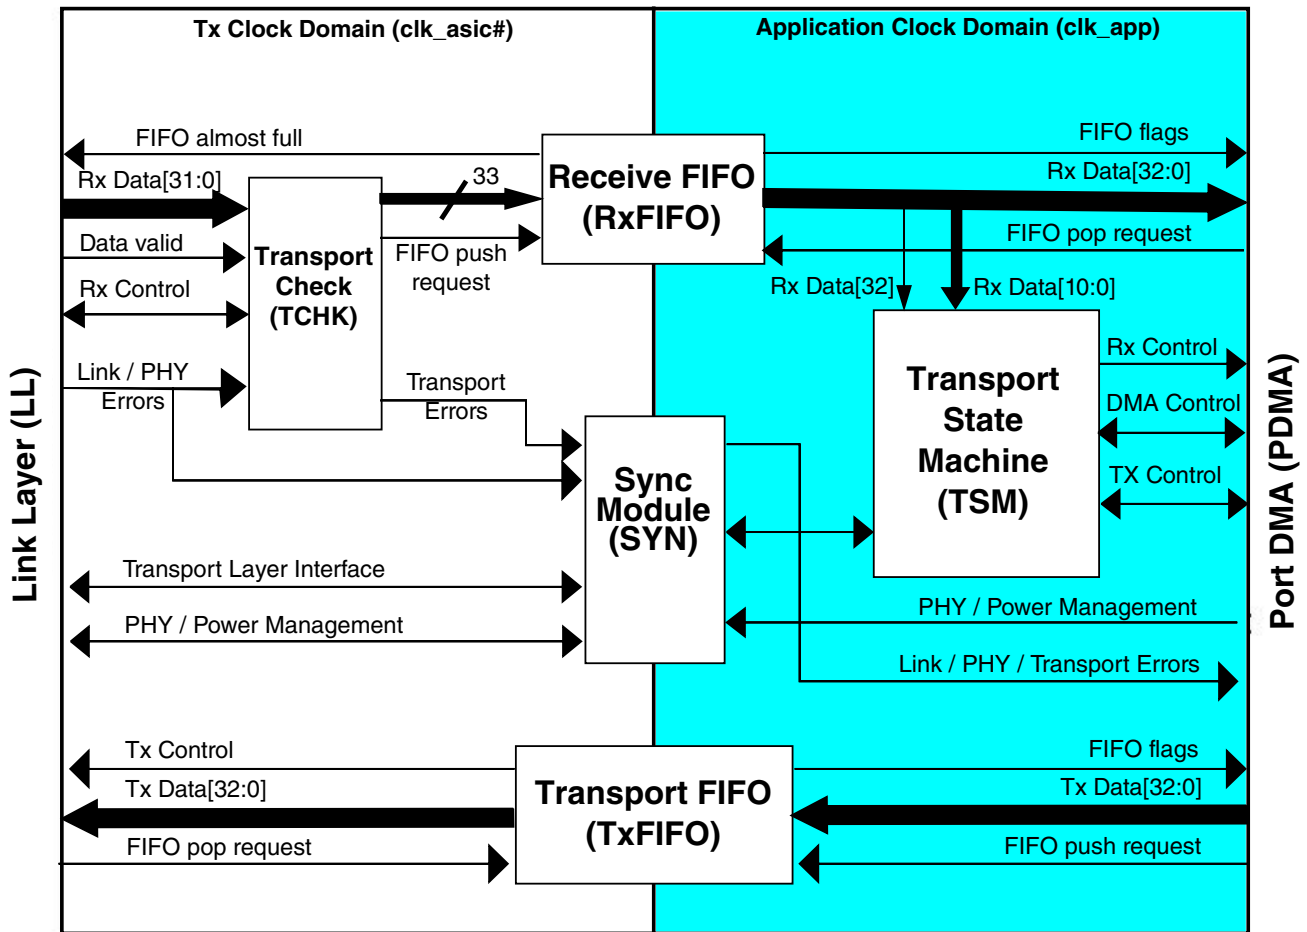 Tx Clock Domain (clk_asic#)
Application Clock Domain (clk_app)
FIFO almost full
Rx Data[31:0]
Data valid
Rx Control
Link / PHY
Errors
Transport
Check
(TCHK)
33
FIFO push
request
Transport
Errors
Receive FIFO
(RxFIFO)
FIFO flags
Rx Data[32:0]
FIFO pop request
Rx Data[32]
Rx Data[10:0]
Transport
State
Machine
(TSM)
Rx Control
DMA Control
TX Control
Sync
Module
(SYN)
Transport Layer Interface
PHY / Power Management
PHY / Power Management
Link / PHY / Transport Errors
Link Layer (LL)
Port DMA (PDMA)
Tx Control
Tx Data[32:0]
FIFO pop request
Transport FIFO
(TxFIFO)
FIFO flags
Tx Data[32:0]
FIFO push request